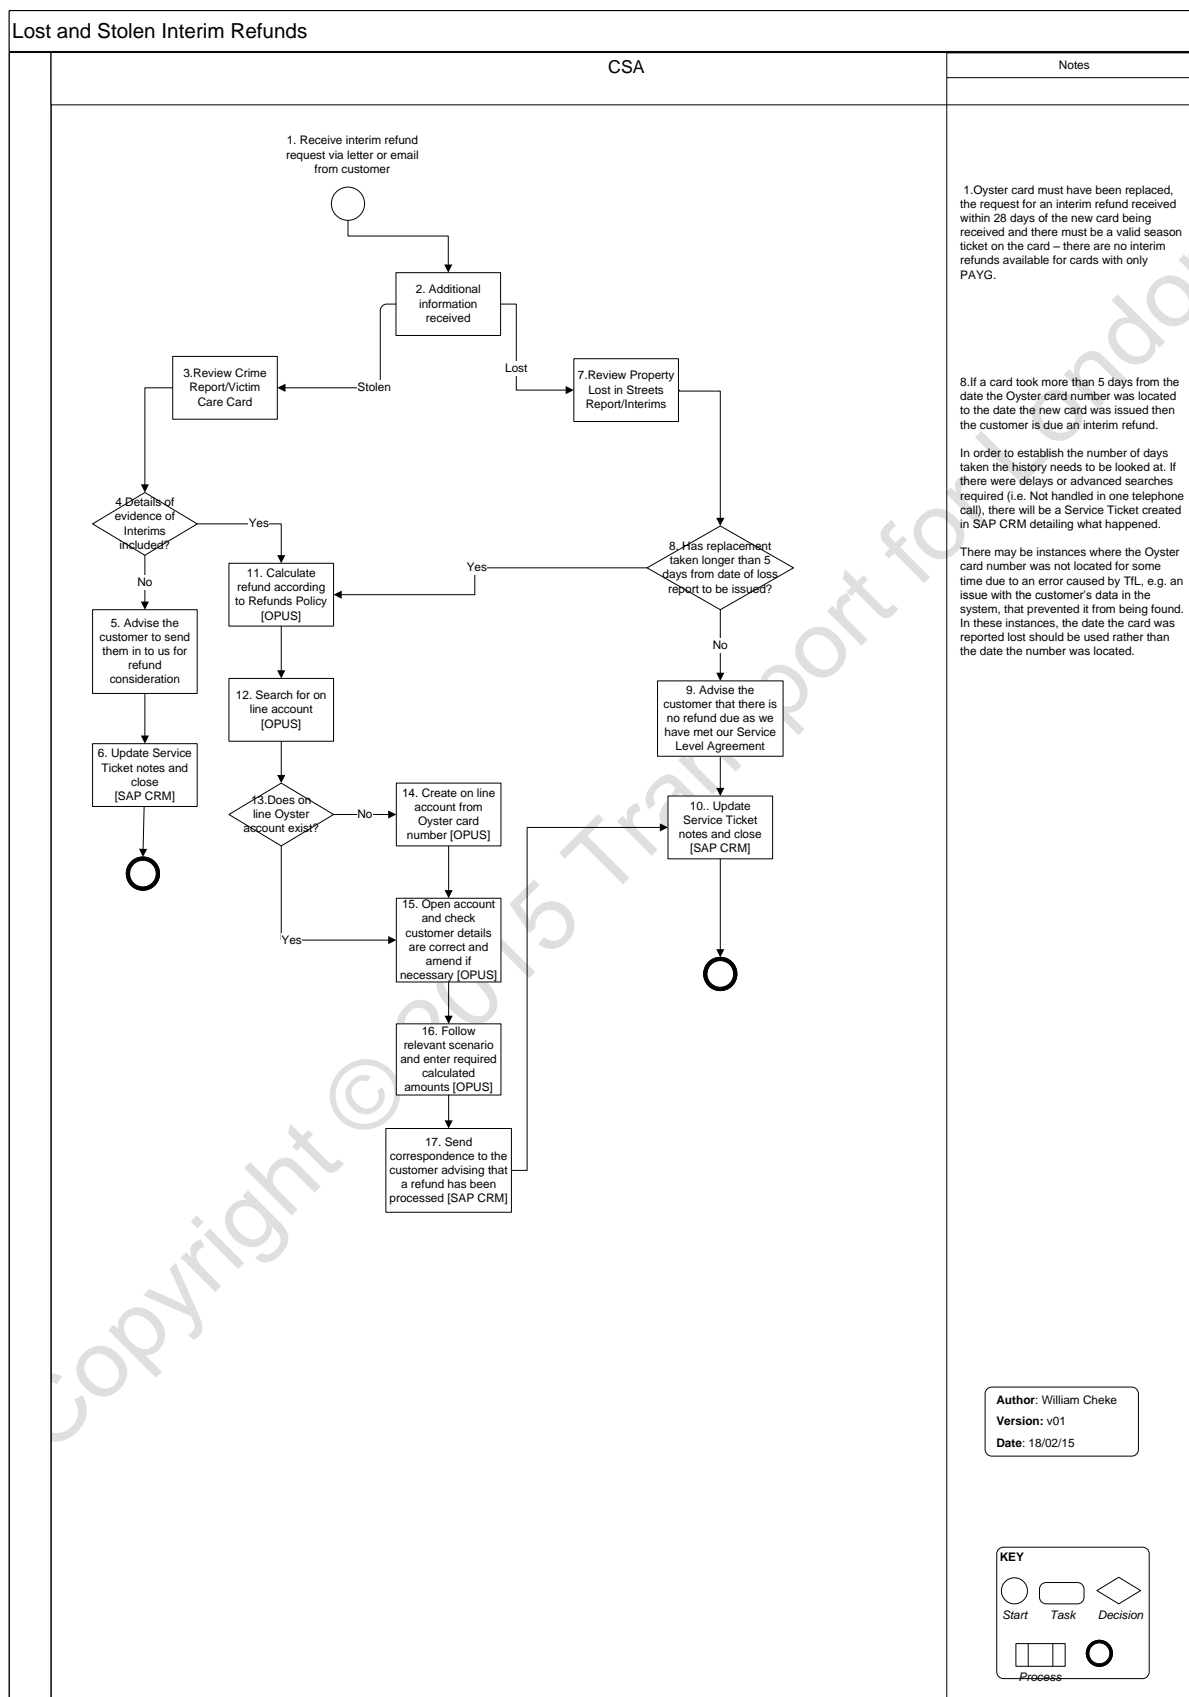 Lost and Stolen Interim Refunds
CSA
Notes
1. Receive interim refund
request via letter or email
from customer
2. Additional
information
received
Stolen
Lost
3.Review Crime
Report/Victim
Care Card
7.Review Property
Lost in Streets
Report/Interims
4.Details of
evidence of
Interims
included?
Yes
No
8. Has replacement
taken longer than 5
days from date of loss
report to be issued?
Yes
No
11. Calculate
refund according
to Refunds Policy
[OPUS]
5. Advise the
customer to send
them in to us for
refund
consideration
12. Search for on
line account
[OPUS]
9. Advise the
customer that there is
no refund due as we
have met our Service
Level Agreement
6. Update Service
Ticket notes and
close
[SAP CRM]
13.Does on
line Oyster
account exist?
No
Yes
14. Create on line
account from
Oyster card
number [OPUS]
10.. Update
Service Ticket
notes and close
[SAP CRM]
15. Open account
and check
customer details
are correct and
amend if
necessary [OPUS]
16. Follow
relevant scenario
and enter required
calculated
amounts [OPUS]
17. Send
correspondence to the
customer advising that
a refund has been
processed [SAP CRM]
1.Oyster card must have been replaced,
the request for an interim refund received
within 28 days of the new card being
received and there must be a valid season
ticket on the card – there are no interim
refunds available for cards with only
PAYG.
8.If a card took more than 5 days from the
date the Oyster card number was located
to the date the new card was issued then
the customer is due an interim refund.
In order to establish the number of days
taken the history needs to be looked at. If
there were delays or advanced searches
required (i.e. Not handled in one telephone
call), there will be a Service Ticket created
in SAP CRM detailing what happened.
There may be instances where the Oyster
card number was not located for some
time due to an error caused by TfL, e.g. an
issue with the customer's data in the
system, that prevented it from being found.
In these instances, the date the card was
reported lost should be used rather than
the date the number was located.
Author: William Cheke
Version: v01
Date: 18/02/15
KEY
Start Task Decision
Process
Copyright © 2015 Transport for London